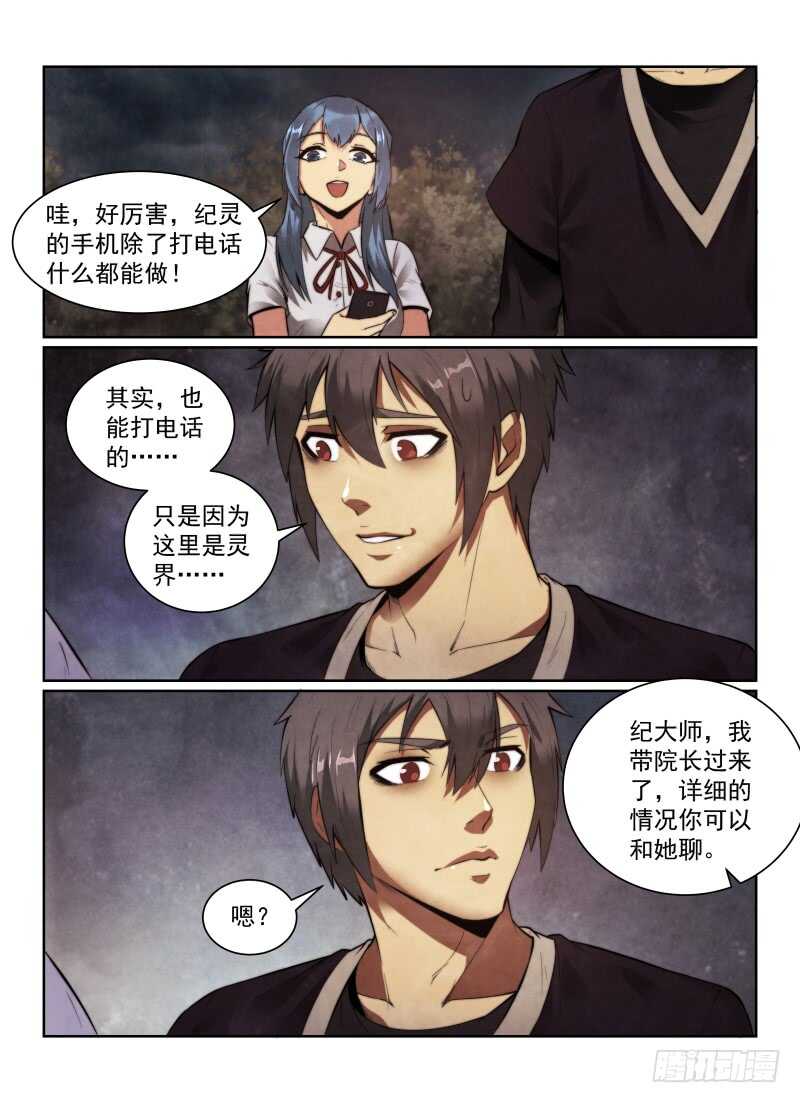 哇，好厉害，纪灵
的手机除了打电话
什么都能做！
其实，也
能打电话
的……
只是因为
这里是灵
界……
纪大师，我
带院长过来
了，详细的
情况你可以
和她聊。
嗯？
腾讯动漫